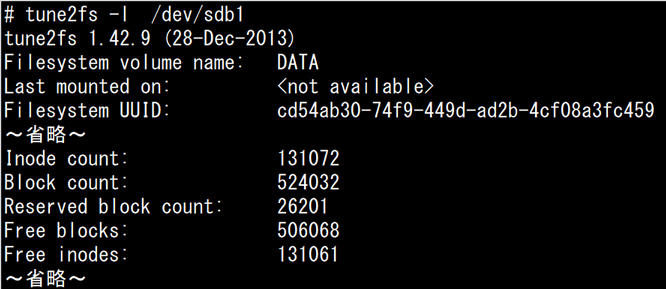 # tune2fs -l  /dev/sdb1
tune2fs 1.42.9 (28-Dec-2013)
Filesystem volume name:   DATA
Last mounted on:          <not available>
Filesystem UUID:          cd54ab30-74f9-449d-ad2b-4cf08a3fc459
～省略～
Inode count:              131072
Block count:              524032
Reserved block count:     26201
Free blocks:              506068
Free inodes:              131061
～省略～